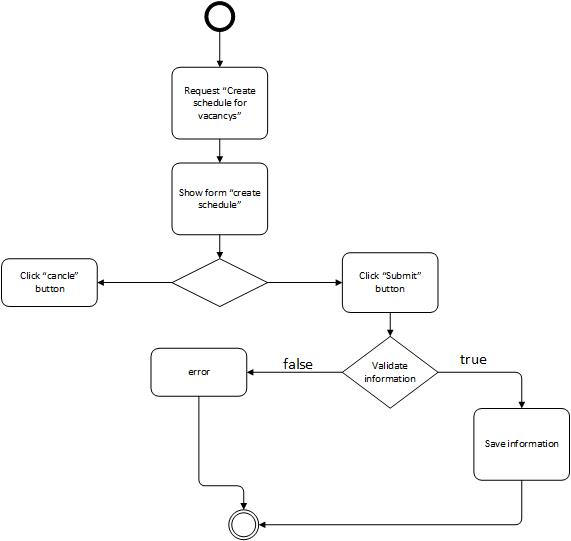 Request “Create
schedule for
vacancys”
Show form “create
schedule”
Click “cancle”
button
Click “Submit”
button
Validate
information
false
true
error
Save information